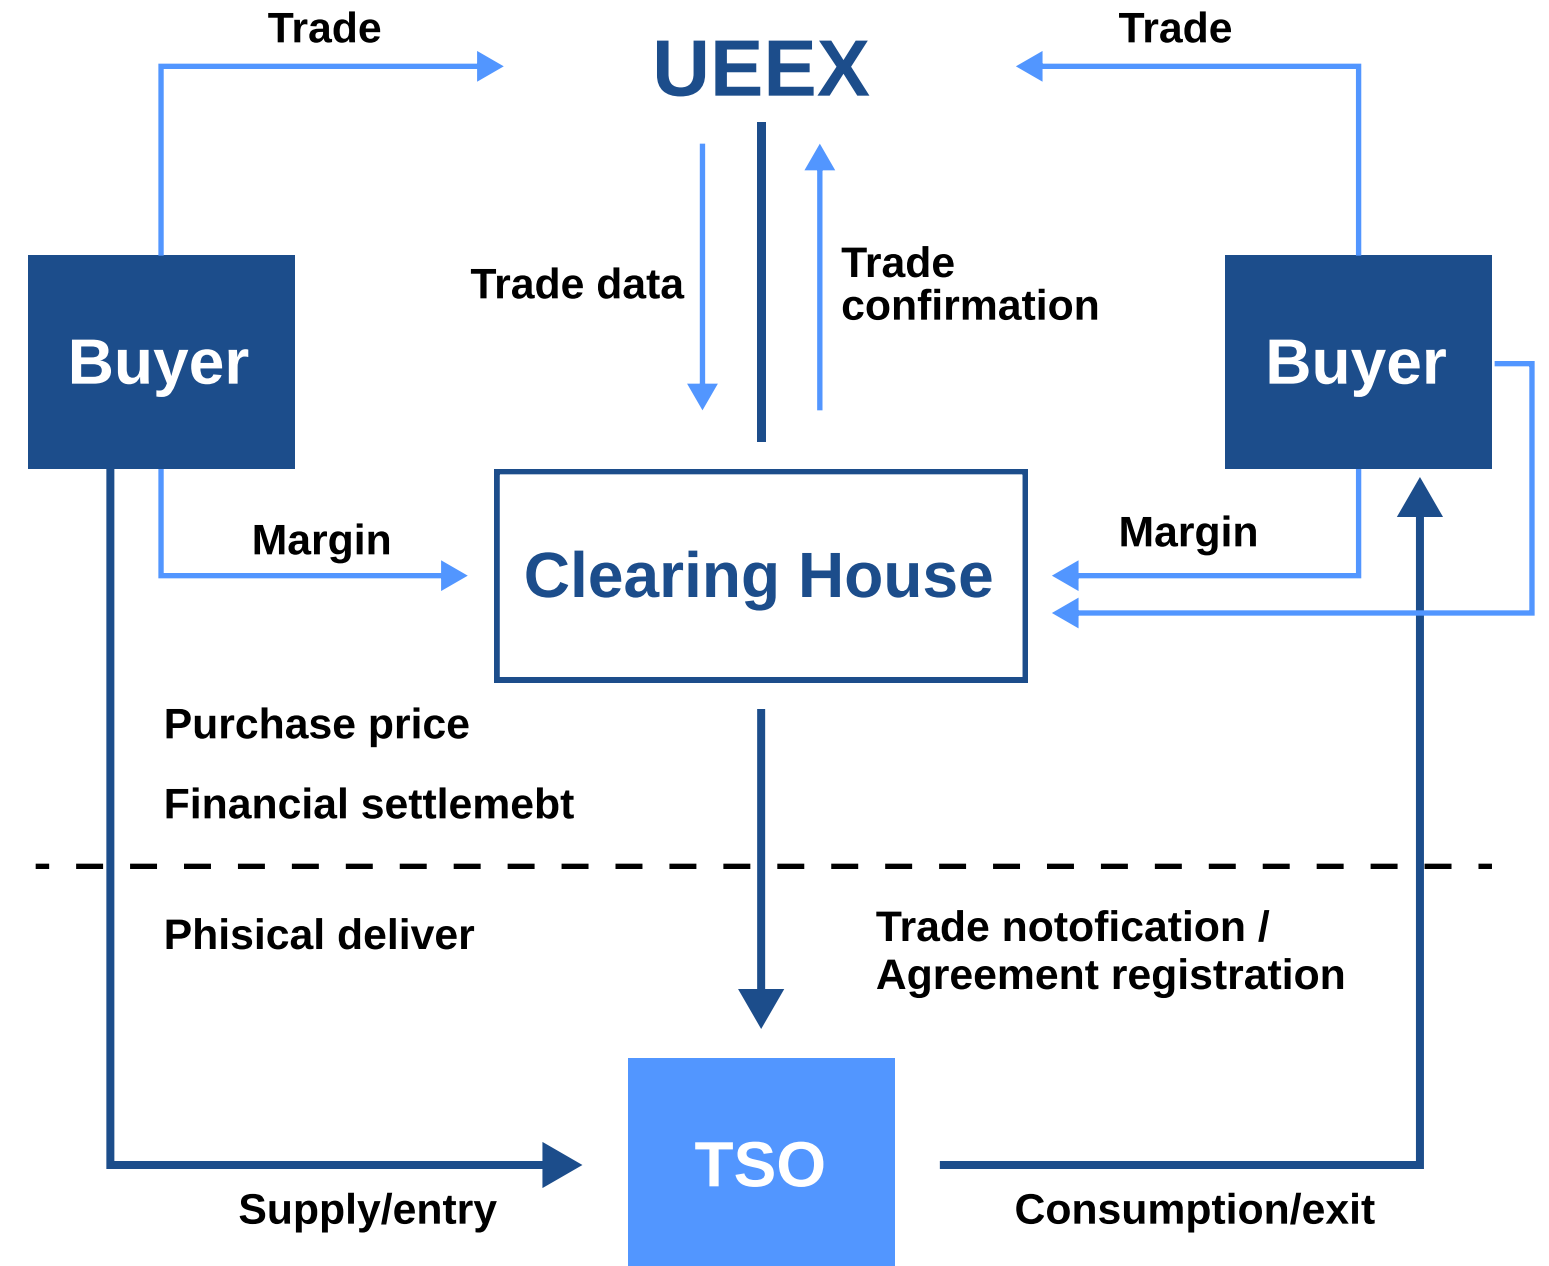 Trade
UEEX
Trade
Trade data
Trade
confirmation
Buyer
Buyer
Margin
Margin
Clearing House
Purchase price
Financial settlemebt
Phisical deliver
Trade notofication /
Agreement registration
TSO
Supply/entry
Consumption/exit